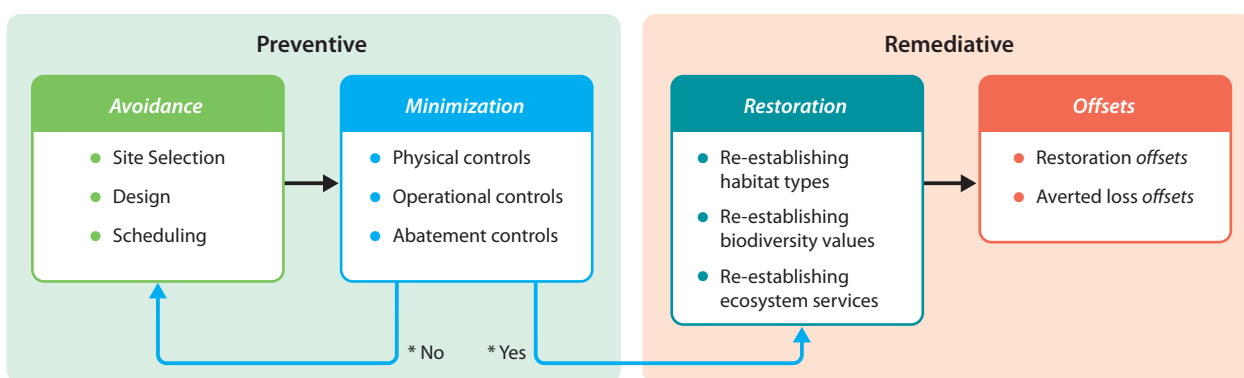 Preventive
Avoidance
Site Selection
Design
Scheduling
Minimization
Physical controls
Operational controls
Abatement controls
* No
* Yes
Remediative
Restoration
Re-establishing
habitat types
Re-establishing
biodiversity values
Re-establishing
ecosystem services
Offsets
Restoration offsets
Averted loss offsets